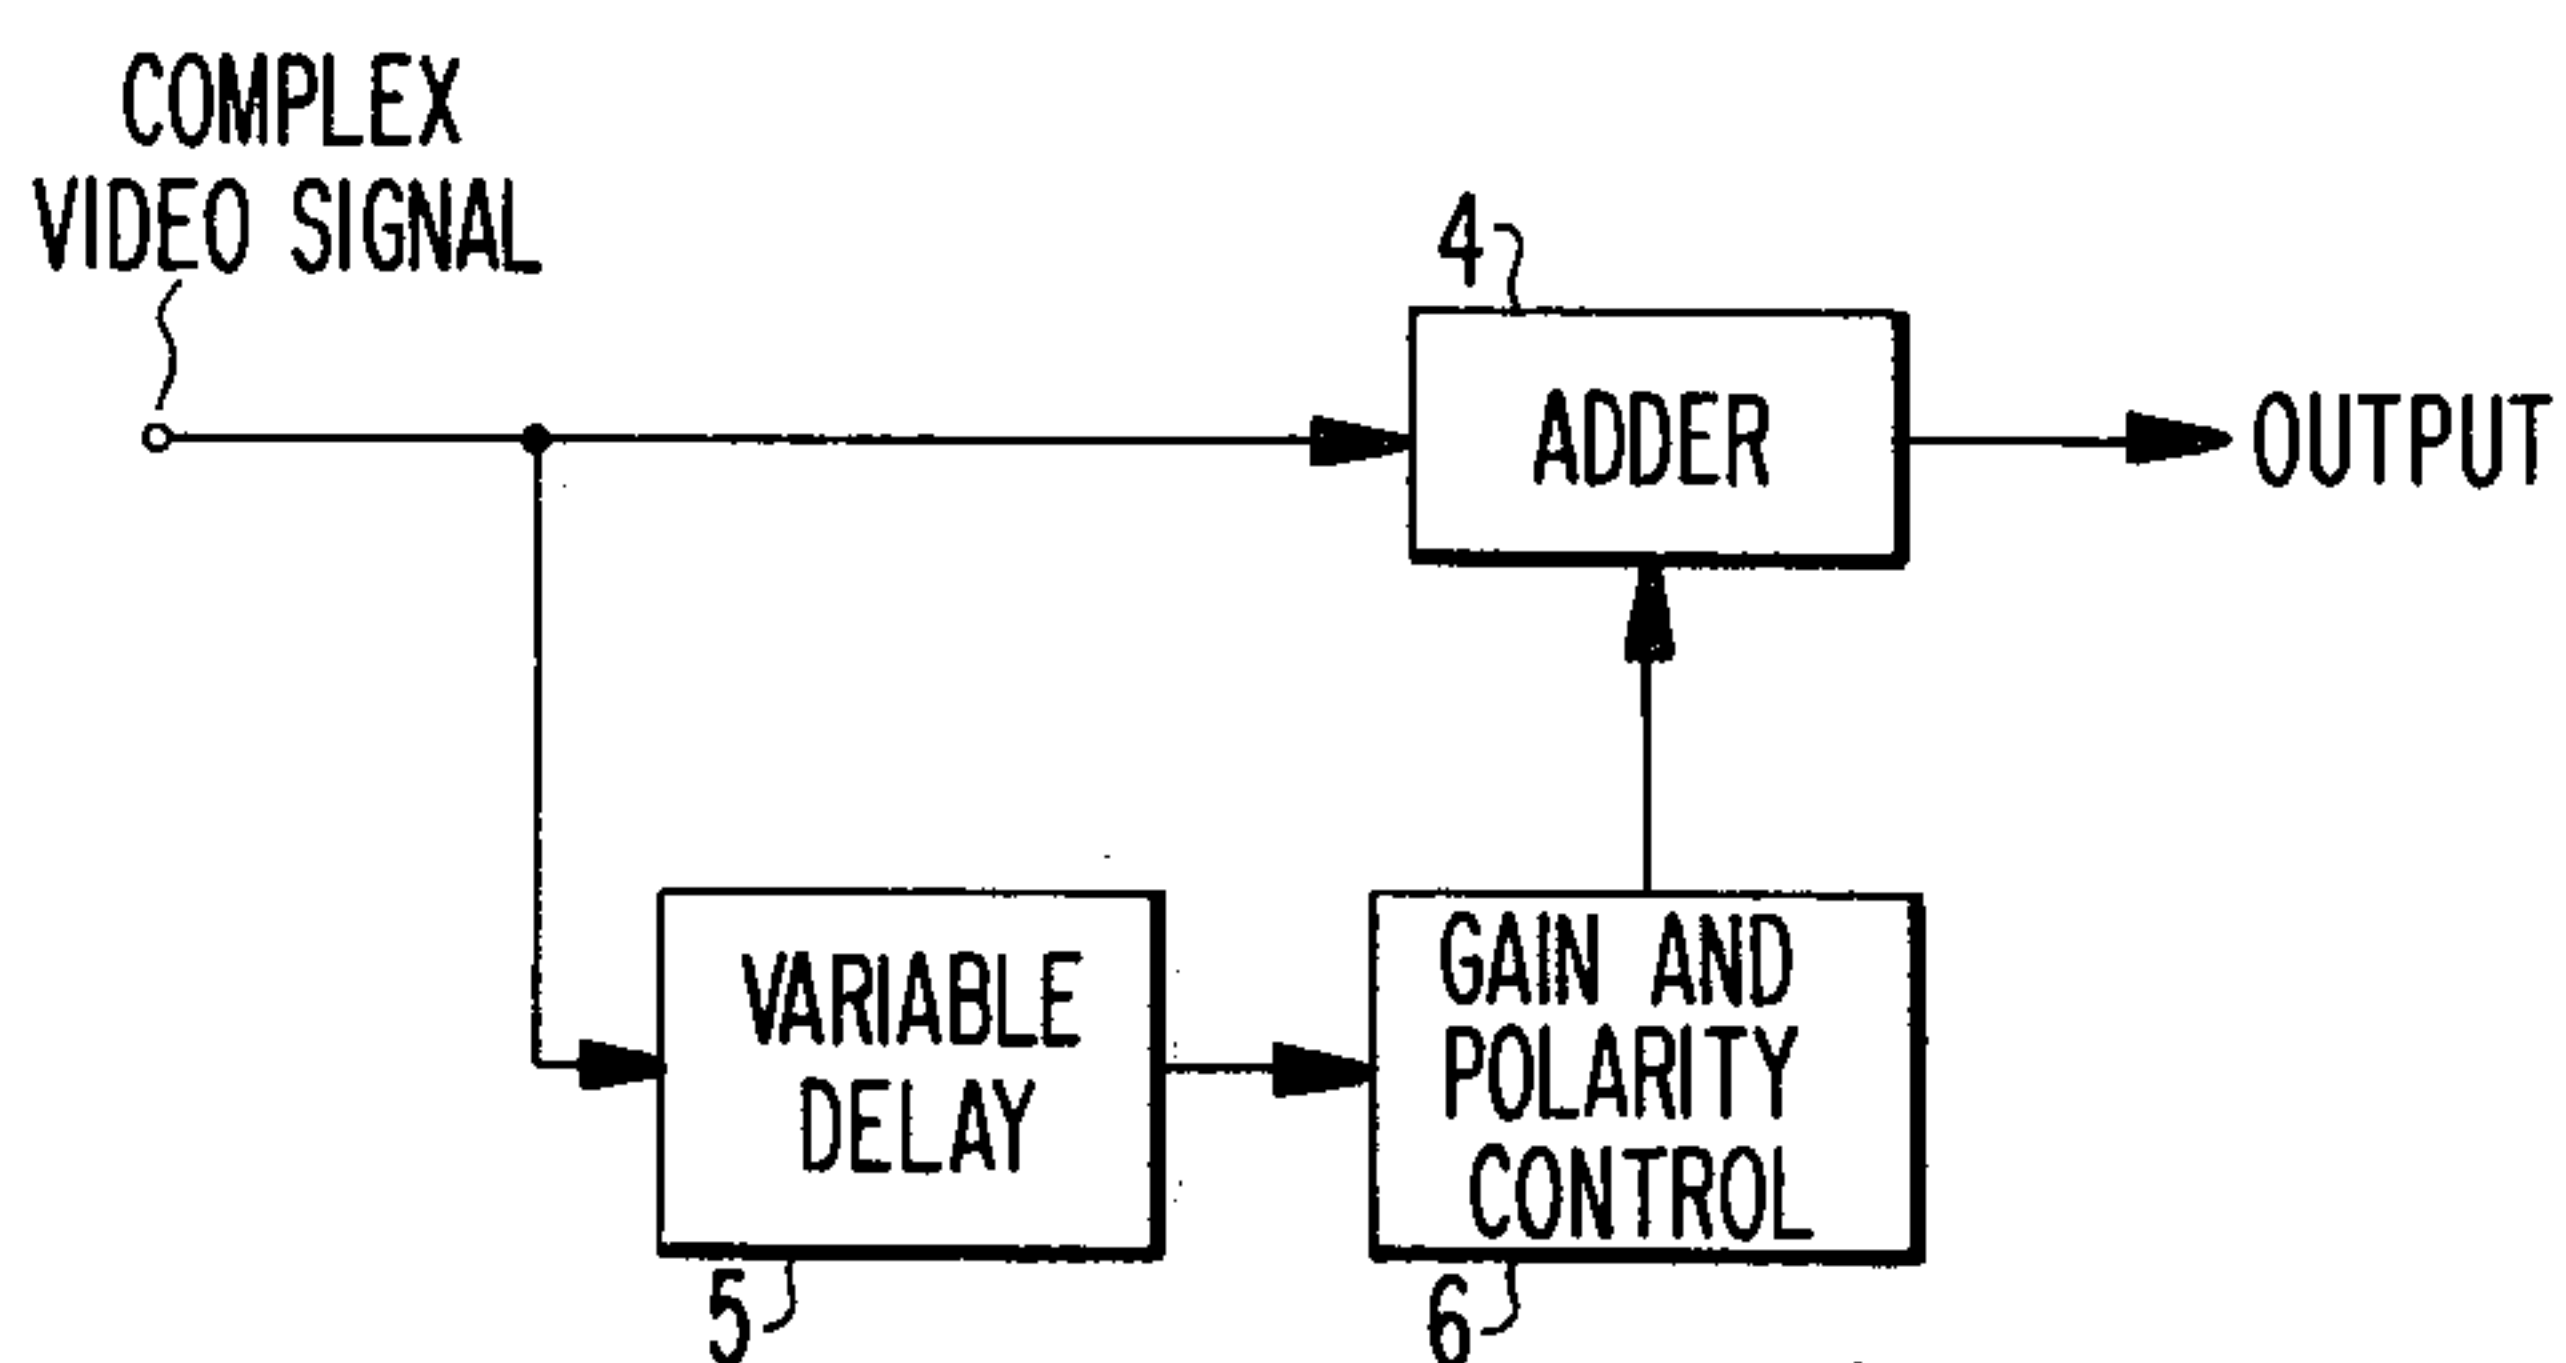 COMPLEX
VIDEO SIGNAL
4
ADDER
OUTPUT
VARIABLE
DELAY
5
GAIN AND
POLARITY
CONTROL
6